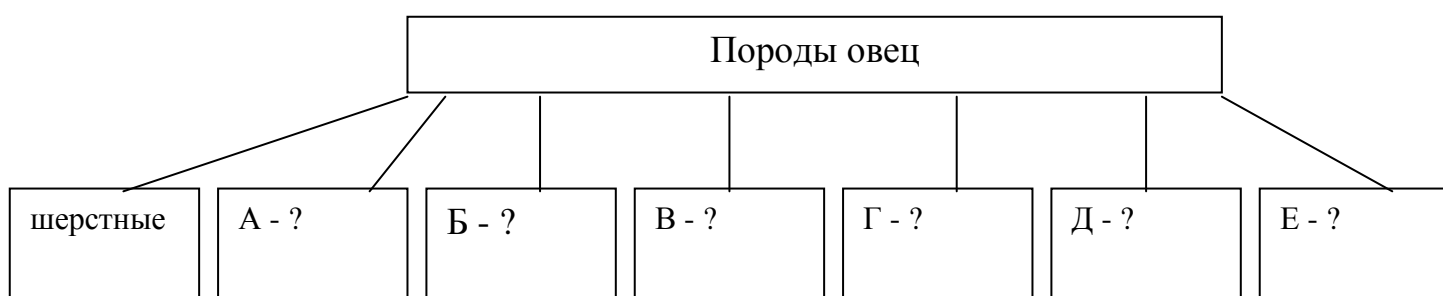 Породы овец
шерстные
А - ?
Б - ?
В - ?
Г - ?
Д - ?
Е - ?